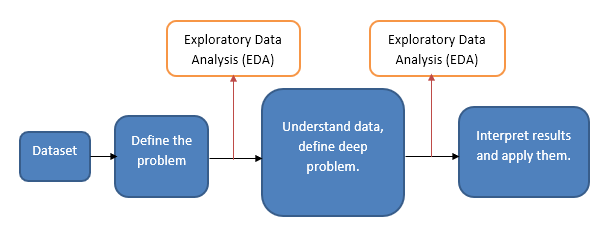 Exploratory Data
Analysis (EDA)
Exploratory Data
Analysis (EDA)
Dataset
Define the
problem
Understand data,
define deep
problem.
Interpret results
and apply them.